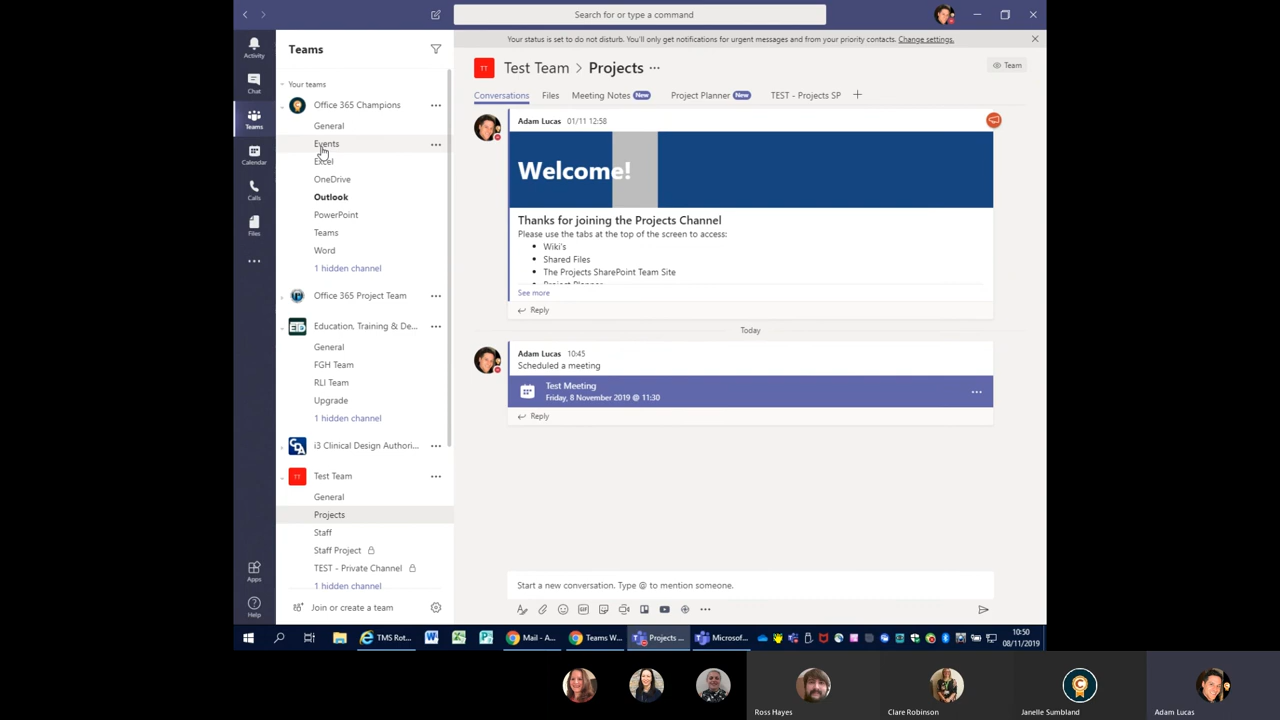 Search for or type a command
Activity
Chat
Teams
Calendar
Calls
Files
Apps
Help
Teams
Your teams
Office 365 Champions
General
Events
Excel
OneDrive
Outlook
PowerPoint
Teams
Word
1 hidden channel
Office 365 Project Team
Education, Training & De...
General
FGH Team
RLI Team
Upgrade
1 hidden channel
i3 Clinical Design Authori...
TT Test Team
General
Projects
Staff
Staff Project
TEST - Private Channel
1 hidden channel
Join or create a team
Your status is set to do not disturb. You'll only get notifications for urgent messages and from your priority contacts. Change settings.
TT Test Team > Projects ...
Team
Conversations Files Meeting Notes New Project Planner New TEST - Projects SP +
Adam Lucas 01/11 12:58
Welcome!
Thanks for joining the Projects Channel
Please use the tabs at the top of the screen to access:
• Wiki's
• Shared Files
• The Projects SharePoint Team Site
• Project Planner
See more
Reply
Today
Adam Lucas 10:45
Scheduled a meeting
Test Meeting
Friday, 8 November 2019 @ 11:30
Reply
Start a new conversation. Type @ to mention someone.
GIF
TMS Rot...
Mail - A...
Teams W...
Projects ...
Microsof...
10:50
08/11/2019
Ross Hayes
Clare Robinson
C
Janelle Sumbland
Adam Lucas